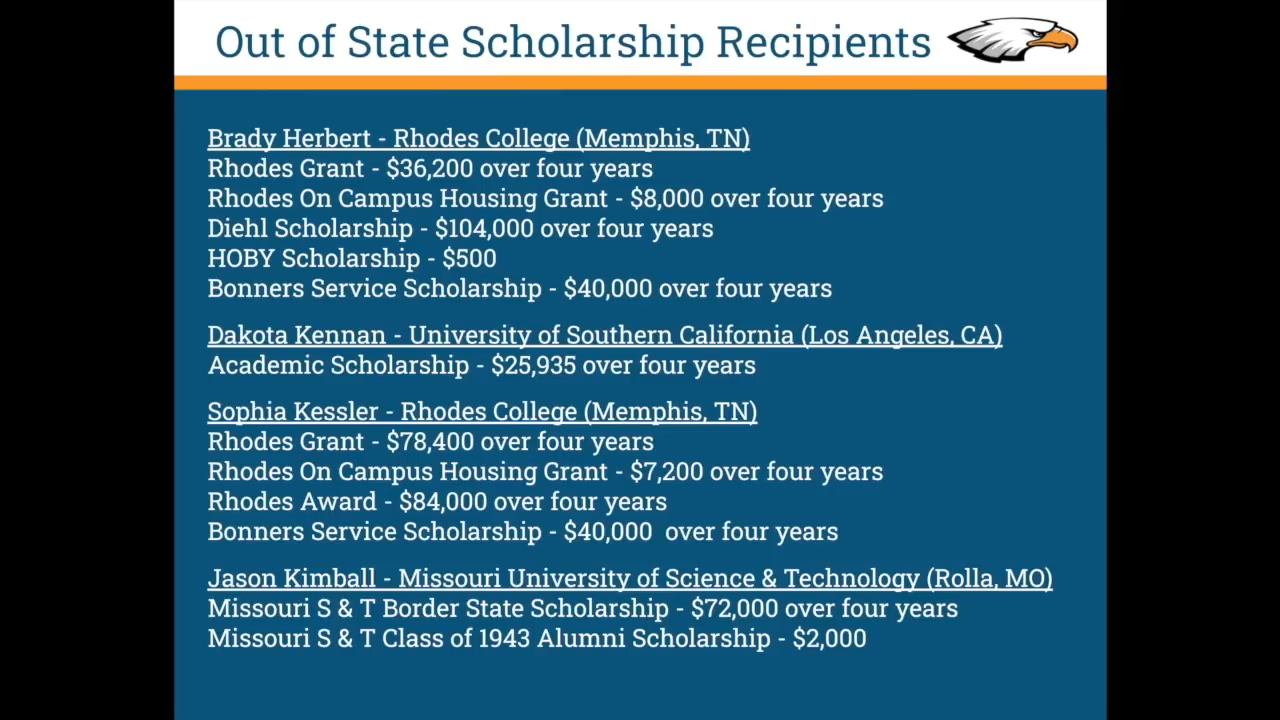 Out of State Scholarship Recipients
Brady Herbert - Rhodes College (Memphis, TN)
Rhodes Grant - $36,200 over four years
Rhodes On Campus Housing Grant - $8,000 over four years
Diehl Scholarship - $104,000 over four years
HOBY Scholarship - $500
Bonners Service Scholarship - $40,000 over four years
Dakota Kennan - University of Southern California (Los Angeles, CA)
Academic Scholarship - $25,935 over four years
Sophia Kessler - Rhodes College (Memphis, TN)
Rhodes Grant - $78,400 over four years
Rhodes On Campus Housing Grant - $7,200 over four years
Rhodes Award - $84,000 over four years
Bonners Service Scholarship - $40,000  over four years
Jason Kimball - Missouri University of Science & Technology (Rolla, MO)
Missouri S & T Border State Scholarship - $72,000 over four years
Missouri S & T Class of 1943 Alumni Scholarship - $2,000